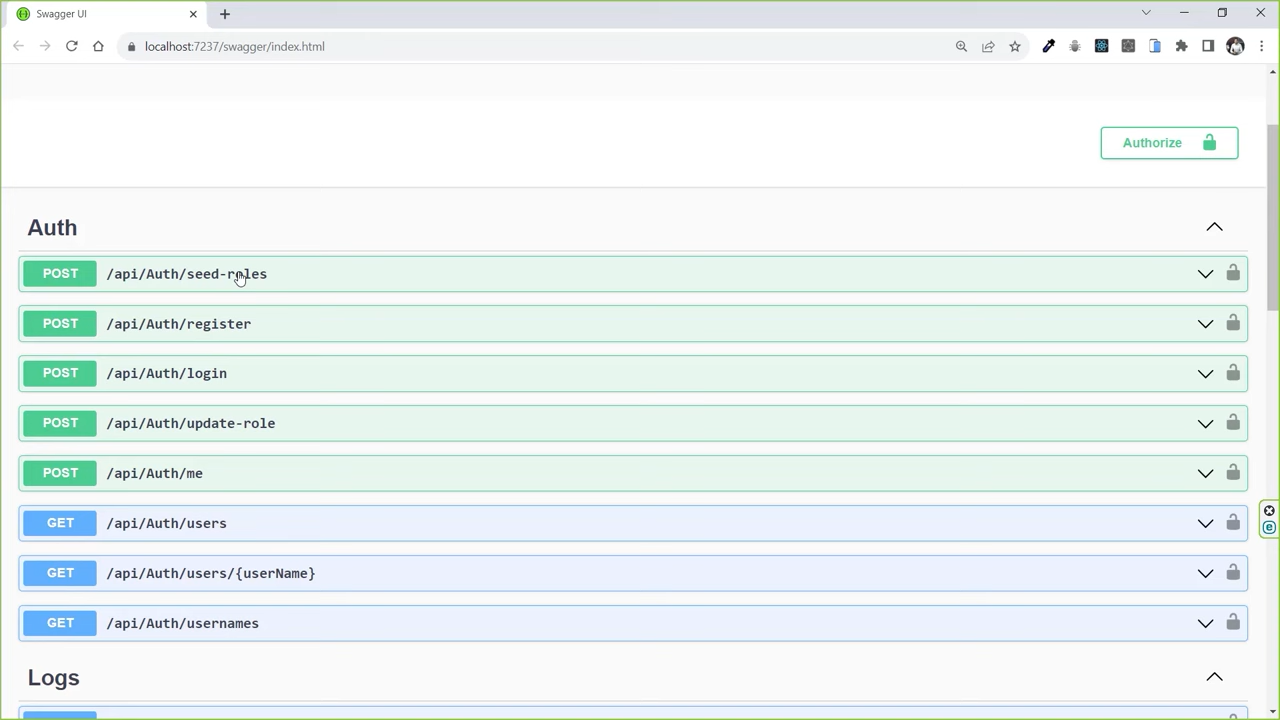 Swagger UI
localhost:7237/swagger/index.html
Authorize
Auth
POST /api/Auth/seed-roles
POST /api/Auth/register
POST /api/Auth/login
POST /api/Auth/update-role
POST /api/Auth/me
GET /api/Auth/users
GET /api/Auth/users/{userName}
GET /api/Auth/usernames
Logs